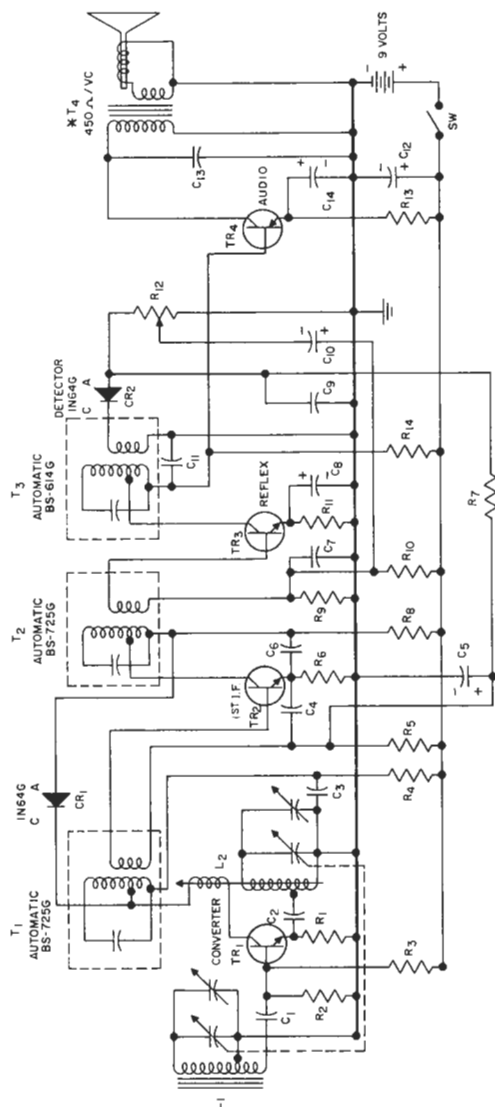 T1
AUTOMATIC
BS-725G
1N64G
C A
CR1
T2
AUTOMATIC
BS-725G
T3
AUTOMATIC
BS-614G
DETECTOR
1N64G
C A
CR2
*T4
450Ω/VC
L2
CONVERTER
TR1
C1
R2
R3
C2
R1
C3
R4
R5
1ST I.F
TR2
C4
R6
C6
R8
R9
C7
R10
REFLEX
TR3
R11
+
C8
-
C11
R14
C9
R12
-
C10
+
TR4
AUDIO
C13
+
C14
-
R13
-
C12
+
-
9 VOLTS
+
SW
-
C5
+
R7